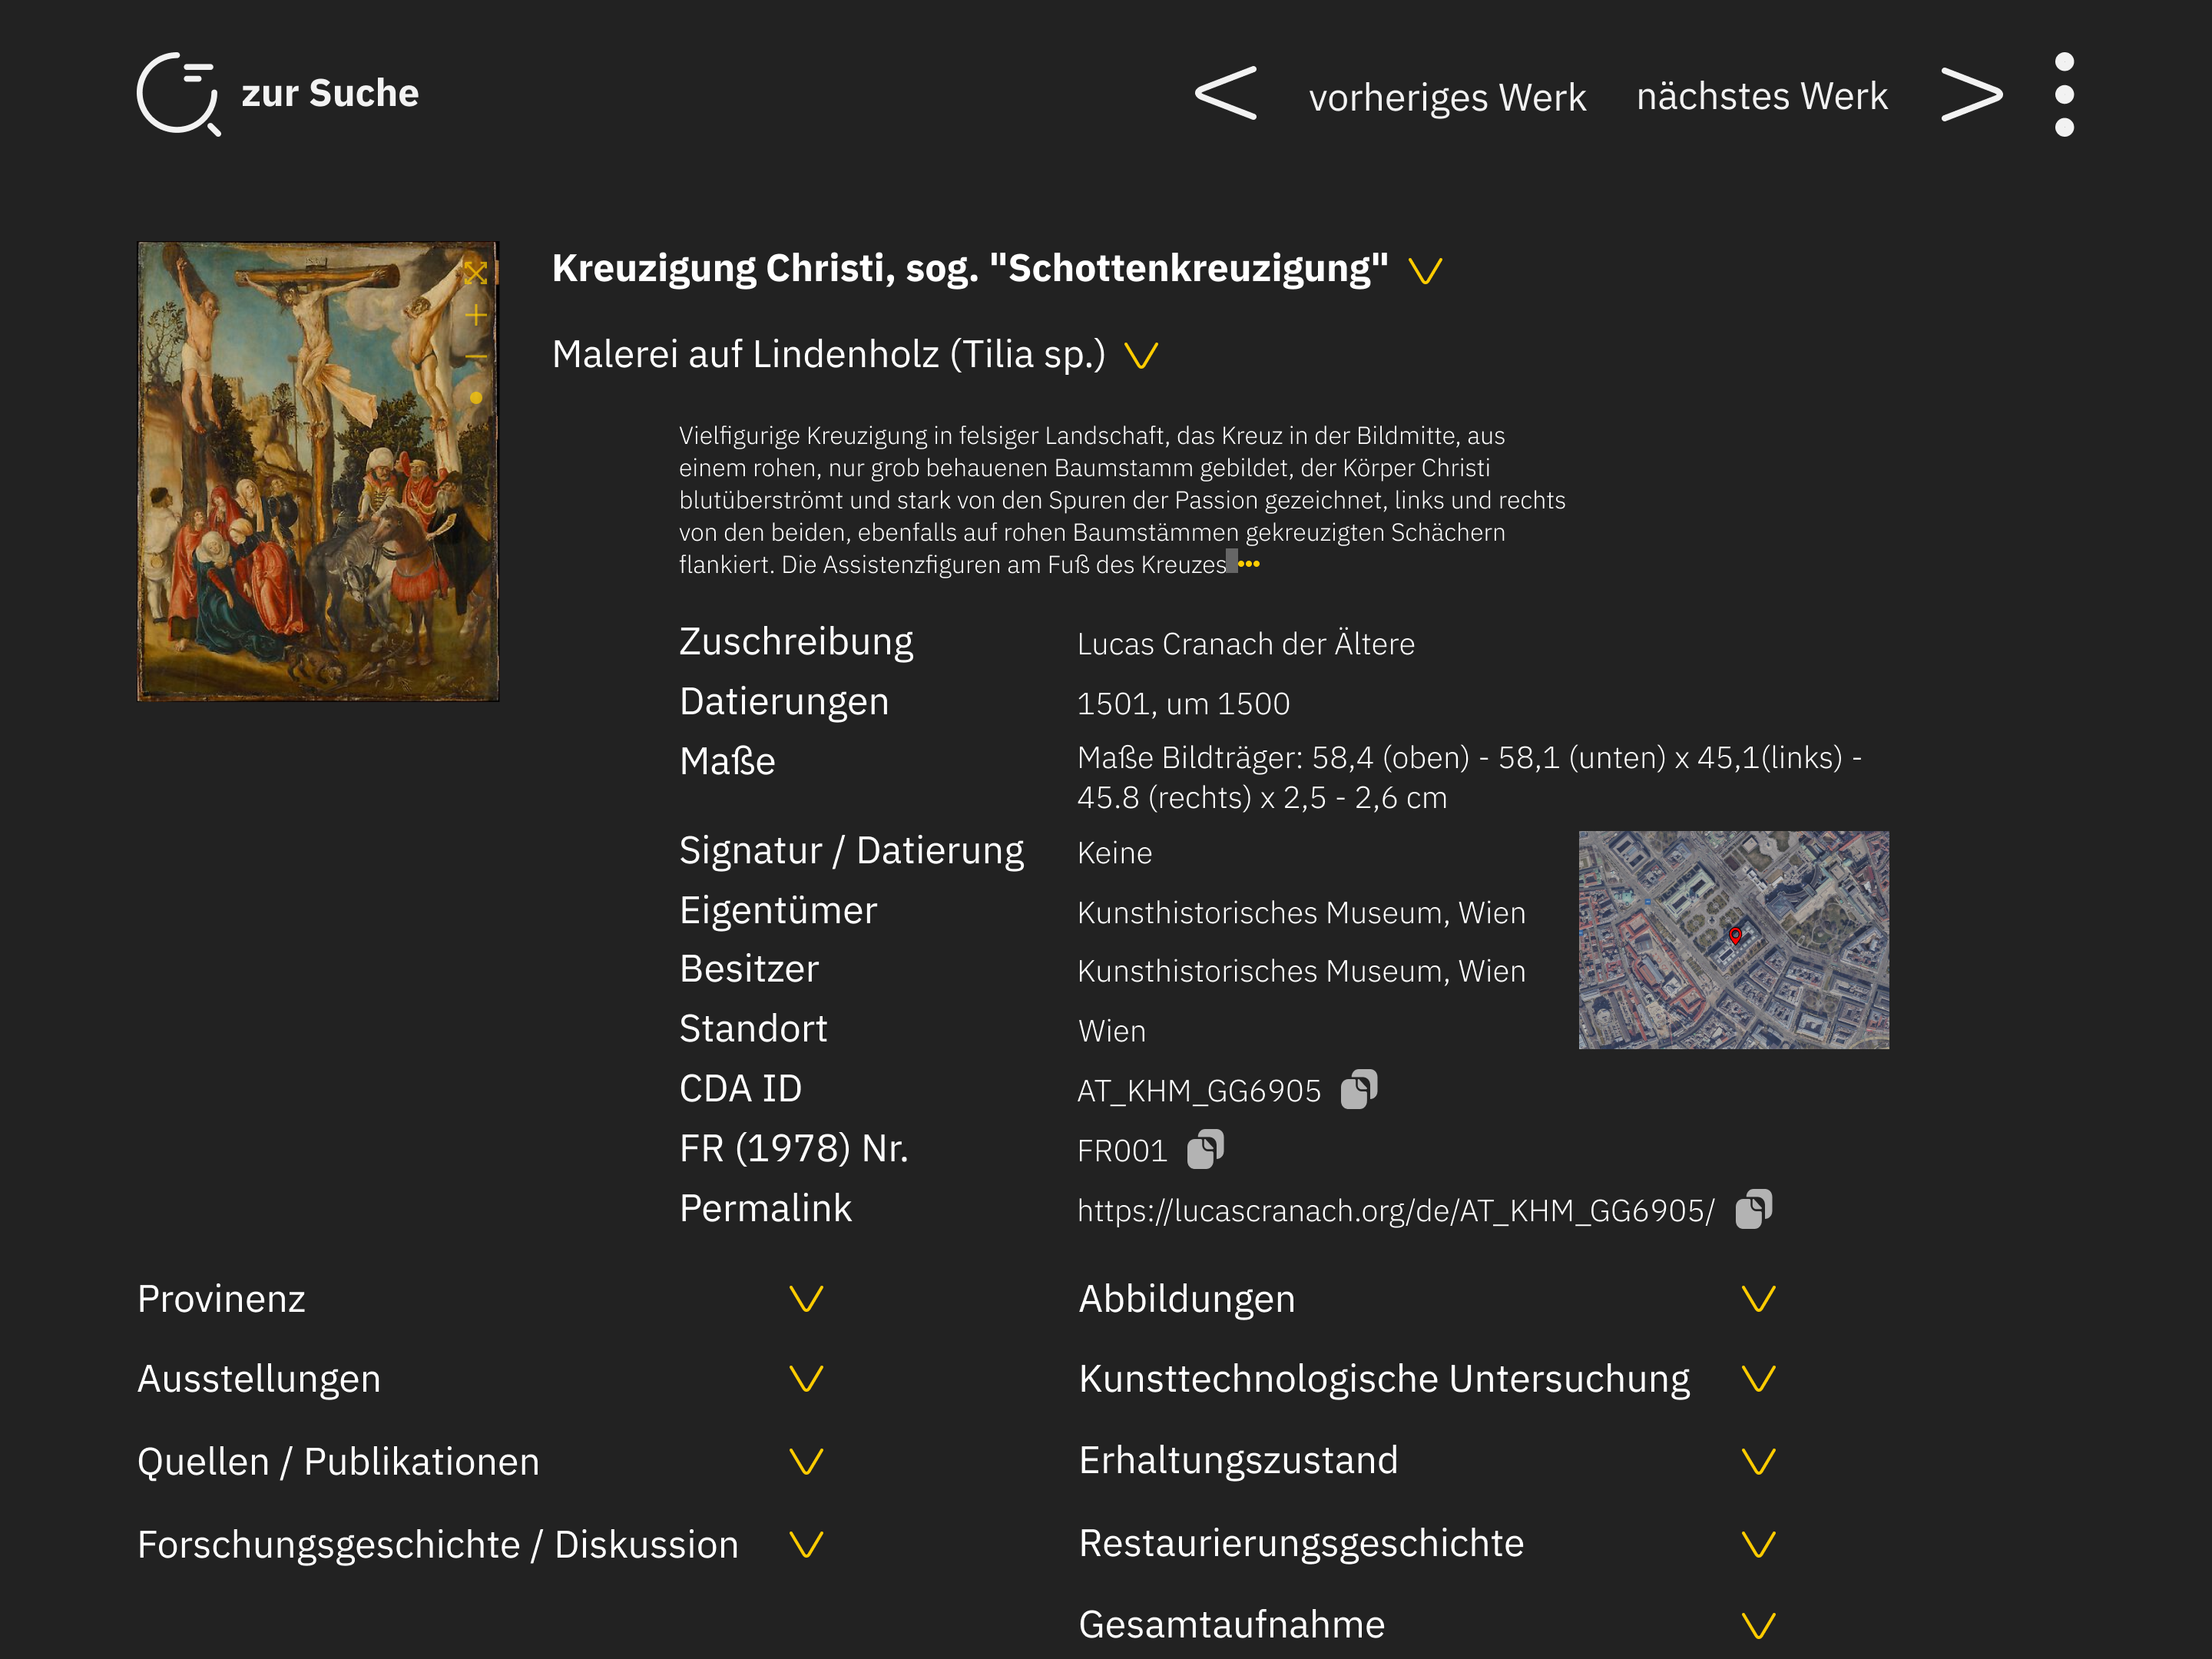 zur Suche
vorheriges Werk
nächstes Werk
Kreuzigung Christi, sog. "Schottenkreuzigung"
Malerei auf Lindenholz (Tilia sp.)
Vielfigurige Kreuzigung in felsiger Landschaft, das Kreuz in der Bildmitte, aus
einem rohen, nur grob behauenen Baumstamm gebildet, der Körper Christi
blutüberströmt und stark von den Spuren der Passion gezeichnet, links und rechts
von den beiden, ebenfalls auf rohen Baumstämmen gekreuzigten Schächern
flankiert. Die Assistenzfiguren am Fuß des Kreuzes •••
Zuschreibung Lucas Cranach der Ältere
Datierungen 1501, um 1500
Maße Maße Bildträger: 58,4 (oben) - 58,1 (unten) x 45,1(links) -
45.8 (rechts) x 2,5 - 2,6 cm
Signatur / Datierung Keine
Eigentümer Kunsthistorisches Museum, Wien
Besitzer Kunsthistorisches Museum, Wien
Standort Wien
CDA ID AT_KHM_GG6905
FR (1978) Nr. FR001
Permalink https://lucascranach.org/de/AT_KHM_GG6905/
Provinenz
Ausstellungen
Quellen / Publikationen
Forschungsgeschichte / Diskussion
Abbildungen
Kunsttechnologische Untersuchung
Erhaltungszustand
Restaurierungsgeschichte
Gesamtaufnahme